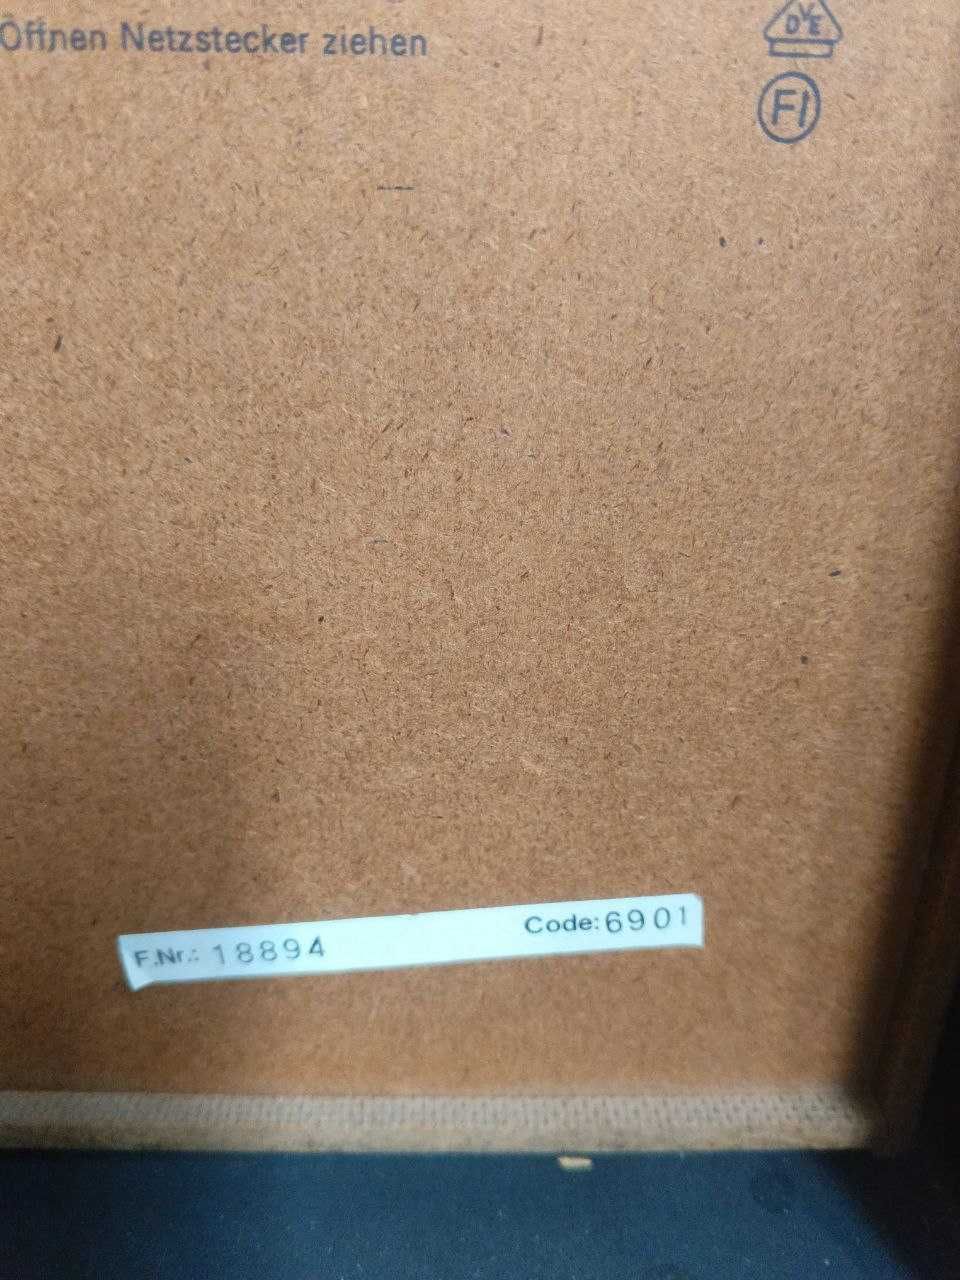 Öffnen Netzstecker ziehen
DVE
FI
F.Nr.: 18894 Code: 6901